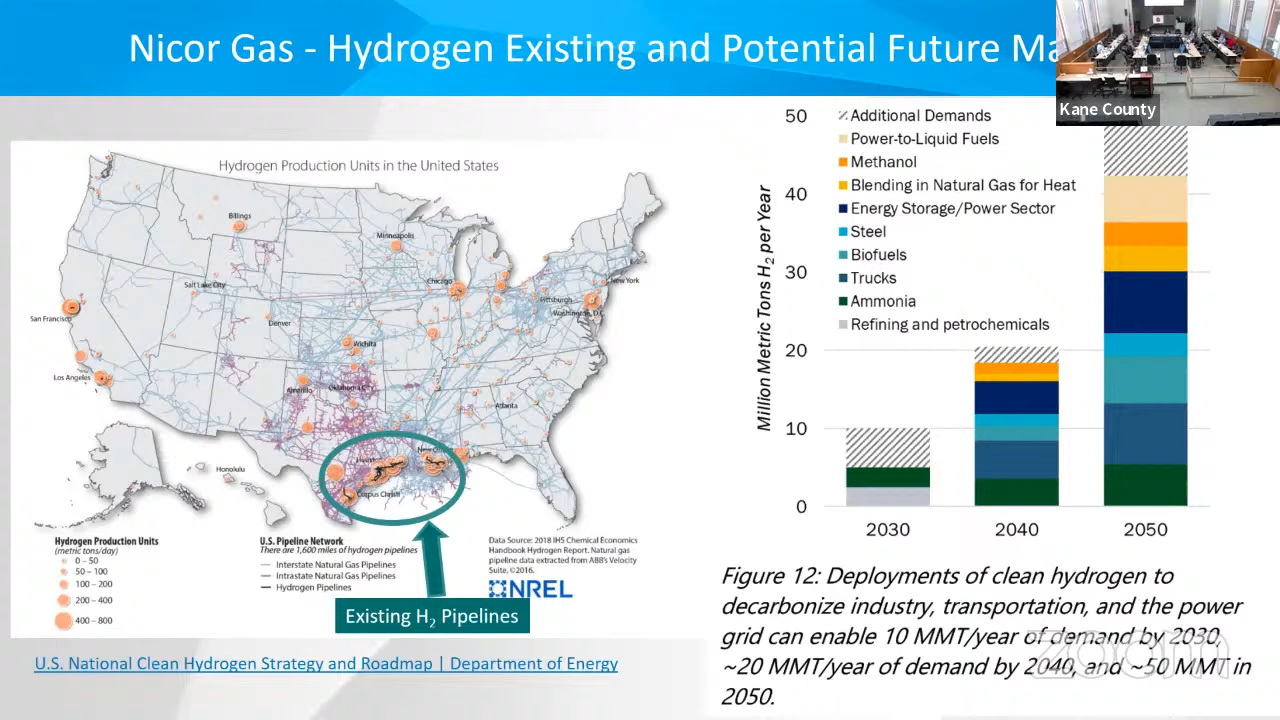 Nicor Gas - Hydrogen Existing and Potential Future Ma
Kane County
Hydrogen Production Units in the United States
Billings
Minneapolis
Chicago
New York
Pittsburgh
Washington, D.C.
Salt Lake City
San Francisco
Denver
Wichita
Los Angeles
Amarillo
Oklahoma City
Atlanta
Honolulu
Corpus Christi
Hydrogen Production Units
(metric tons/day)
0 – 50
50 – 100
100 – 200
200 – 400
400 – 800
U.S. Pipeline Network
There are 1,600 miles of hydrogen pipelines
Interstate Natural Gas Pipelines
Intrastate Natural Gas Pipelines
Hydrogen Pipelines
Data Source: 2018 IHS Chemical Economics
Handbook Hydrogen Report. Natural gas
pipeline data extracted from ABB's Velocity
Suite, ©2016.
NREL
Existing H₂ Pipelines
U.S. National Clean Hydrogen Strategy and Roadmap | Department of Energy
Million Metric Tons H₂ per Year
50
40
30
20
10
0
Additional Demands
Power-to-Liquid Fuels
Methanol
Blending in Natural Gas for Heat
Energy Storage/Power Sector
Steel
Biofuels
Trucks
Ammonia
Refining and petrochemicals
2030 2040 2050
Figure 12: Deployments of clean hydrogen to
decarbonize industry, transportation, and the power
grid can enable 10 MMT/year of demand by 2030,
~20 MMT/year of demand by 2040, and ~50 MMT in
2050.
zoom